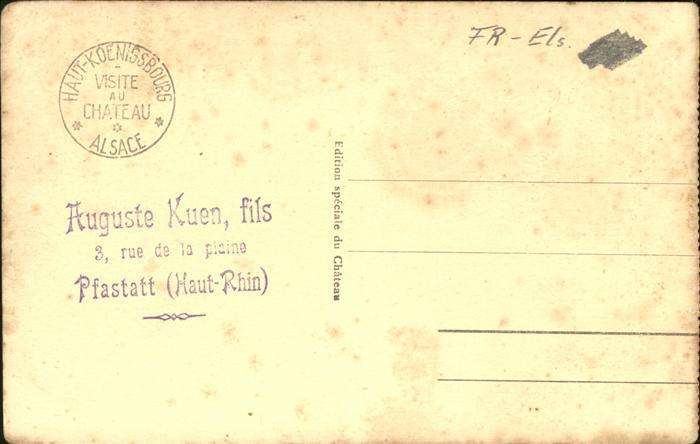 FR - Els.
HAUT-KOENIGSBOURG
VISITE
AU
CHATEAU
ALSACE
Auguste Kuen, fils
3, rue de la plaine
Pfastatt (Haut-Rhin)
Edition spéciale du Château